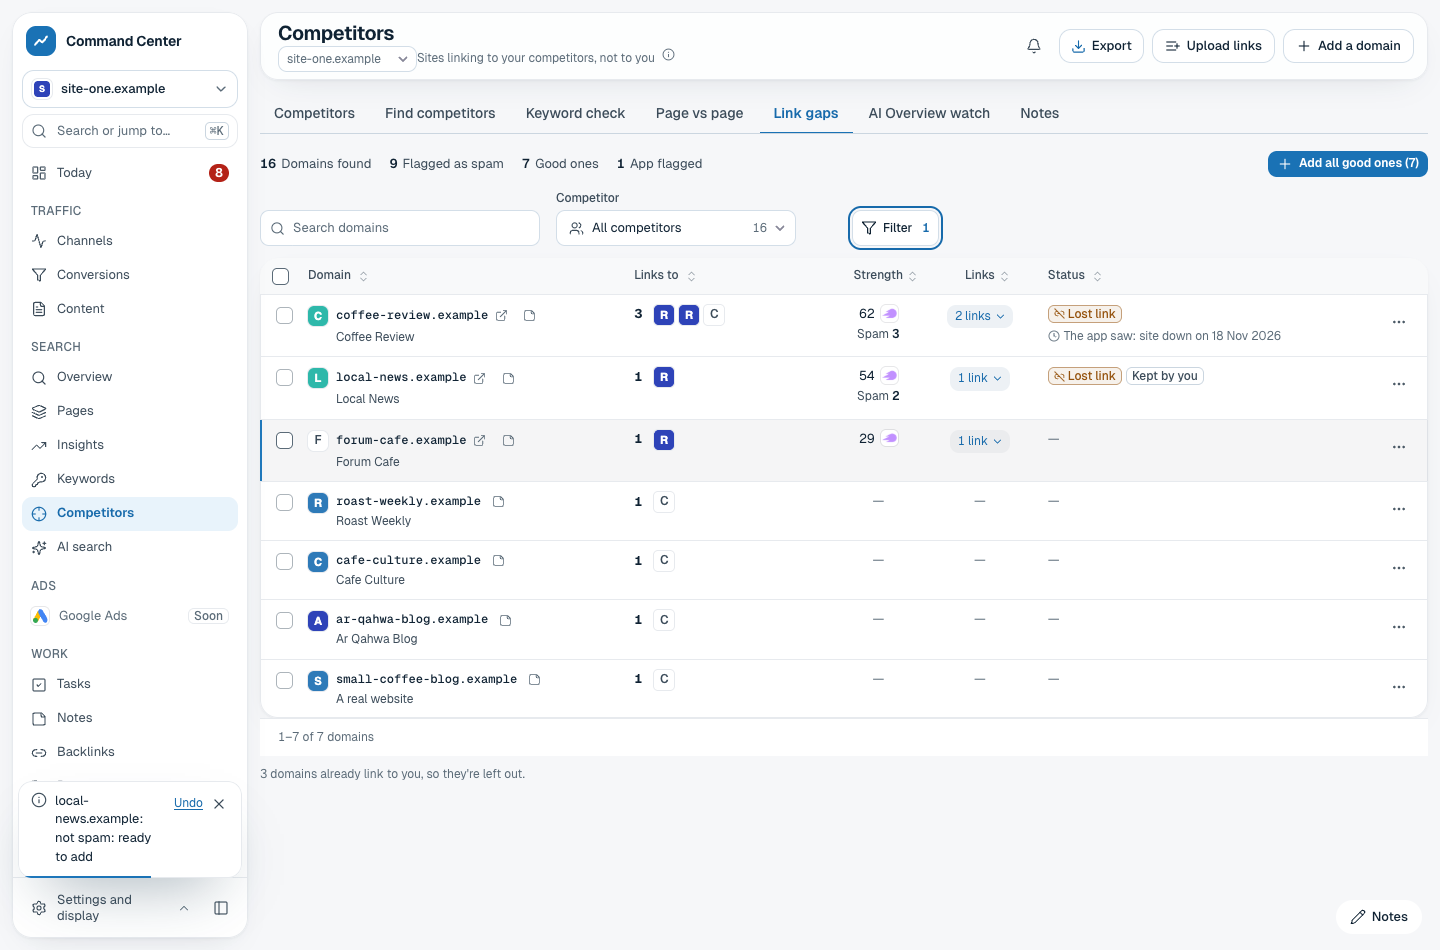 Command Center
S site-one.example
Search or jump to... ⌘K
Today 8
TRAFFIC
Channels
Conversions
Content
SEARCH
Overview
Pages
Insights
Keywords
Competitors
AI search
ADS
Google Ads Soon
WORK
Tasks
Notes
Backlinks
local-
news.example:
not spam: ready
to add
Undo
Settings and
display
Competitors
site-one.example Sites linking to your competitors, not to you
Export Upload links Add a domain
Competitors Find competitors Keyword check Page vs page Link gaps AI Overview watch Notes
16 Domains found 9 Flagged as spam 7 Good ones 1 App flagged
Add all good ones (7)
Competitor
Search domains All competitors 16 Filter 1
Domain Links to Strength Links Status
C coffee-review.example 3 R R C 62 2 links Lost link
Coffee Review Spam 3 The app saw: site down on 18 Nov 2026
L local-news.example 1 R 54 1 link Lost link Kept by you
Local News Spam 2
F forum-cafe.example 1 R 29 1 link —
Forum Cafe
R roast-weekly.example 1 C — — —
Roast Weekly
C cafe-culture.example 1 C — — —
Cafe Culture
A ar-qahwa-blog.example 1 C — — —
Ar Qahwa Blog
S small-coffee-blog.example 1 C — — —
A real website
1–7 of 7 domains
3 domains already link to you, so they're left out.
Notes